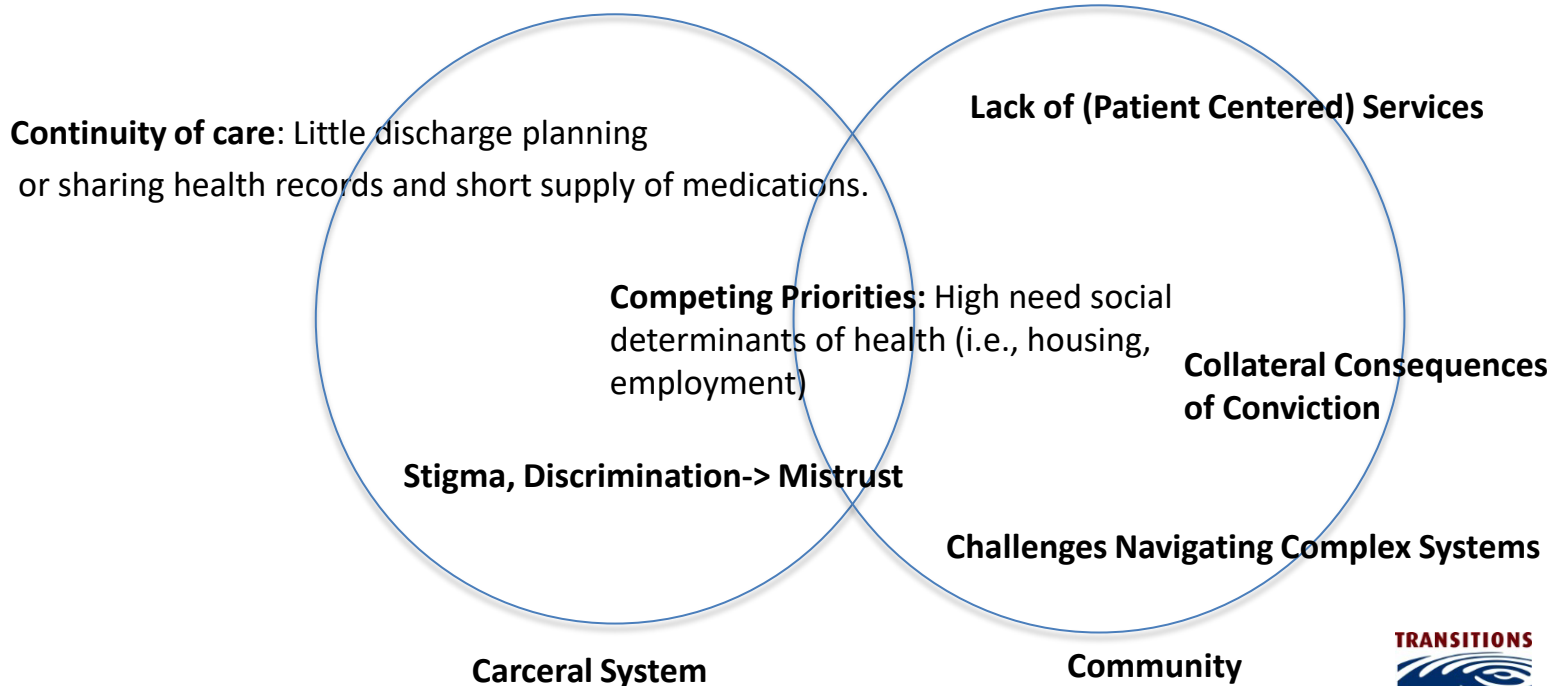 Lack of (Patient Centered) Services
Continuity of care: Little discharge planning
or sharing health records and short supply of medications.
Competing Priorities: High need social
determinants of health (i.e., housing,
employment)
Collateral Consequences
of Conviction
Stigma, Discrimination-> Mistrust
Challenges Navigating Complex Systems
Carceral System
Community
TRANSITIONS